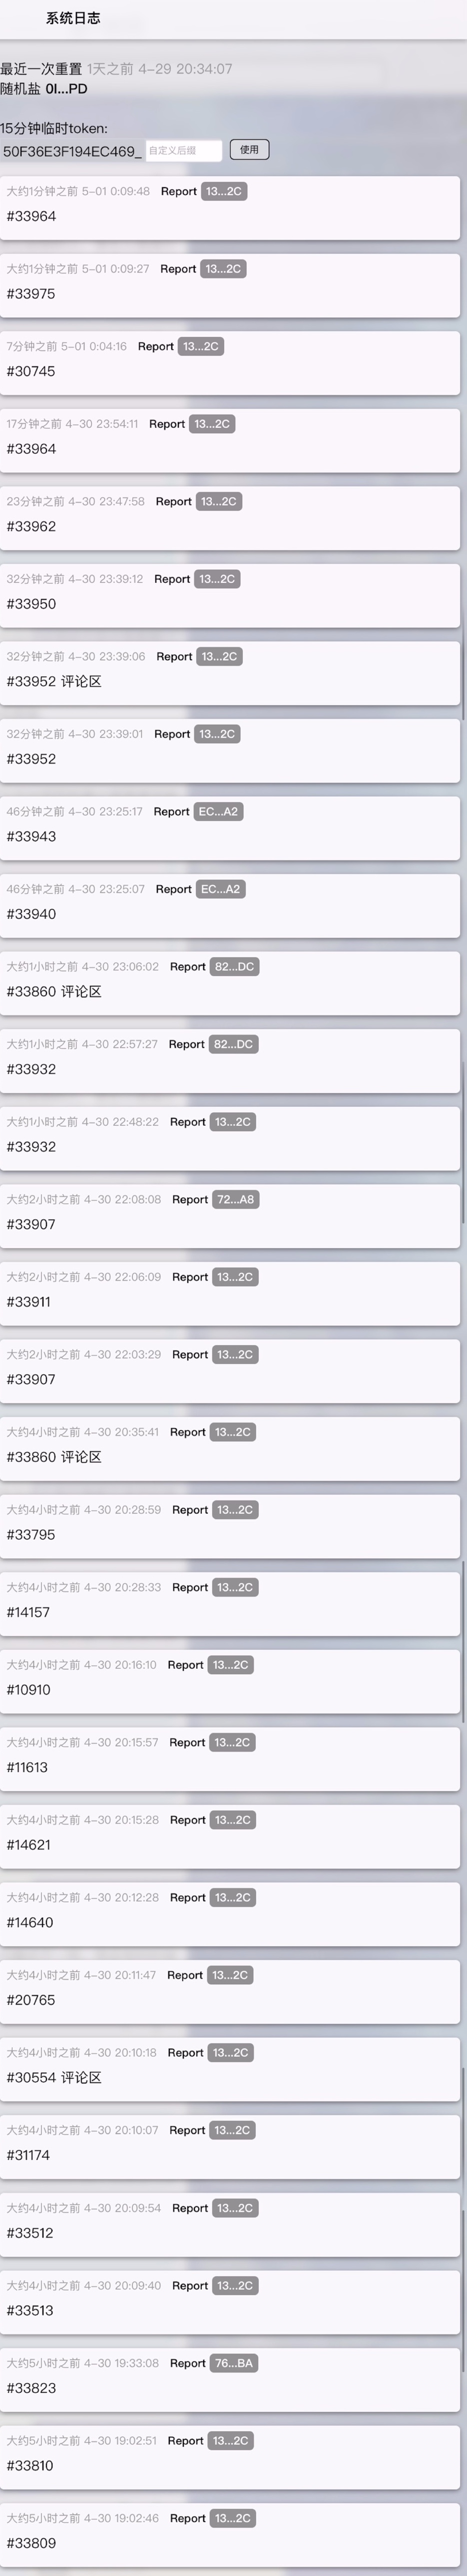 系统日志
最近一次重置 1天之前 4-29 20:34:07
随机盐 0l...PD
15分钟临时token:
50F36E3F194EC469_ 自定义后缀 使用
大约1分钟之前 5-01 0:09:48 Report 13...2C
#33964
大约1分钟之前 5-01 0:09:27 Report 13...2C
#33975
7分钟之前 5-01 0:04:16 Report 13...2C
#30745
17分钟之前 4-30 23:54:11 Report 13...2C
#33964
23分钟之前 4-30 23:47:58 Report 13...2C
#33962
32分钟之前 4-30 23:39:12 Report 13...2C
#33950
32分钟之前 4-30 23:39:06 Report 13...2C
#33952 评论区
32分钟之前 4-30 23:39:01 Report 13...2C
#33952
46分钟之前 4-30 23:25:17 Report EC...A2
#33943
46分钟之前 4-30 23:25:07 Report EC...A2
#33940
大约1小时之前 4-30 23:06:02 Report 82...DC
#33860 评论区
大约1小时之前 4-30 22:57:27 Report 82...DC
#33932
大约1小时之前 4-30 22:48:22 Report 13...2C
#33932
大约2小时之前 4-30 22:08:08 Report 72...A8
#33907
大约2小时之前 4-30 22:06:09 Report 13...2C
#33911
大约2小时之前 4-30 22:03:29 Report 13...2C
#33907
大约4小时之前 4-30 20:35:41 Report 13...2C
#33860 评论区
大约4小时之前 4-30 20:28:59 Report 13...2C
#33795
大约4小时之前 4-30 20:28:33 Report 13...2C
#14157
大约4小时之前 4-30 20:16:10 Report 13...2C
#10910
大约4小时之前 4-30 20:15:57 Report 13...2C
#11613
大约4小时之前 4-30 20:15:28 Report 13...2C
#14621
大约4小时之前 4-30 20:12:28 Report 13...2C
#14640
大约4小时之前 4-30 20:11:47 Report 13...2C
#20765
大约4小时之前 4-30 20:10:18 Report 13...2C
#30554 评论区
大约4小时之前 4-30 20:10:07 Report 13...2C
#31174
大约4小时之前 4-30 20:09:54 Report 13...2C
#33512
大约4小时之前 4-30 20:09:40 Report 13...2C
#33513
大约5小时之前 4-30 19:33:08 Report 76...BA
#33823
大约5小时之前 4-30 19:02:51 Report 13...2C
#33810
大约5小时之前 4-30 19:02:46 Report 13...2C
#33809